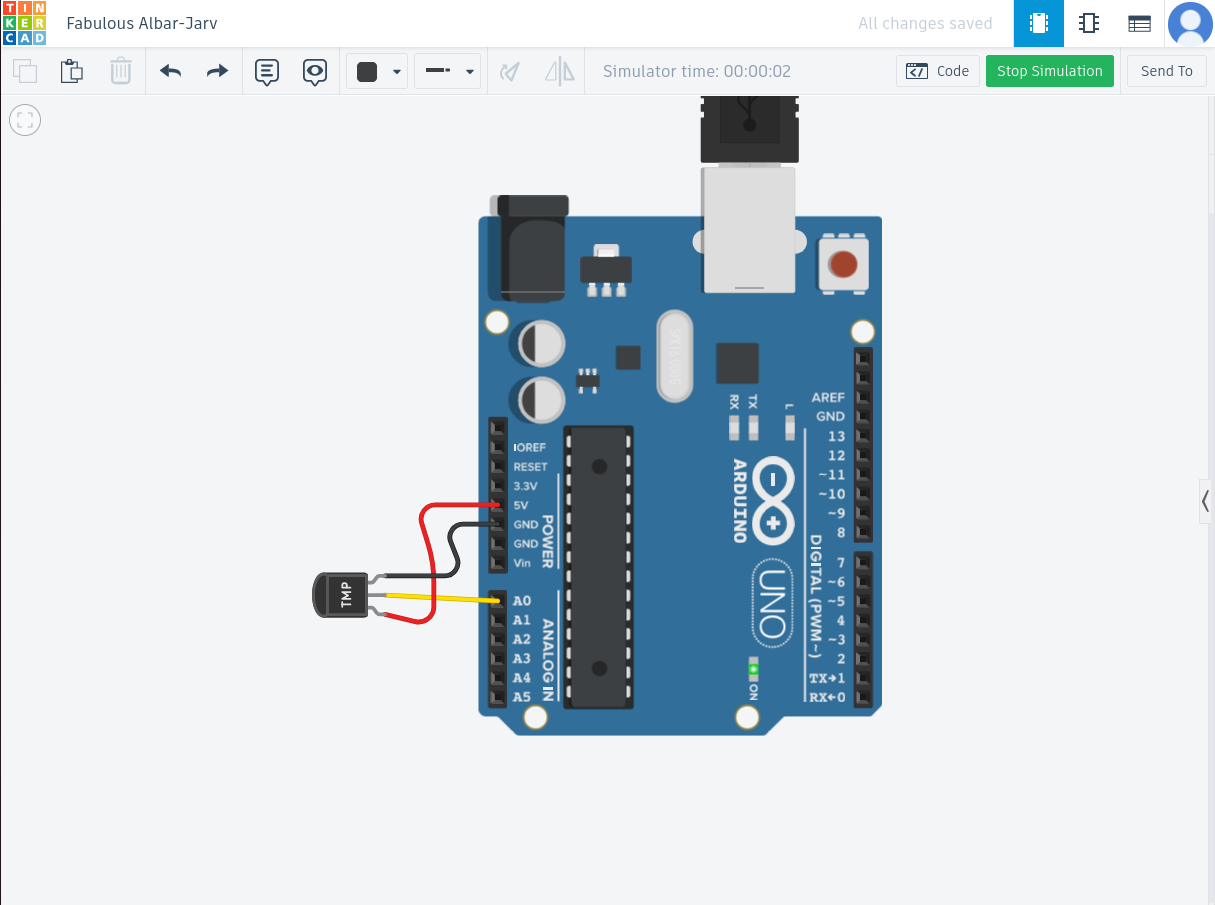 TIN
KER
CAD
Fabulous Albar-Jarv
All changes saved
Simulator time: 00:00:02
Code
Stop Simulation
Send To
RX
TX
L
AREF
GND
13
12
~11
~10
~9
8
7
~6
~5
4
~3
2
TX→1
RX←0
DIGITAL (PWM~)
ARDUINO
UNO
ON
IOREF
RESET
3.3V
5V
GND
GND
Vin
POWER
A0
A1
A2
A3
A4
A5
ANALOG IN
TMP